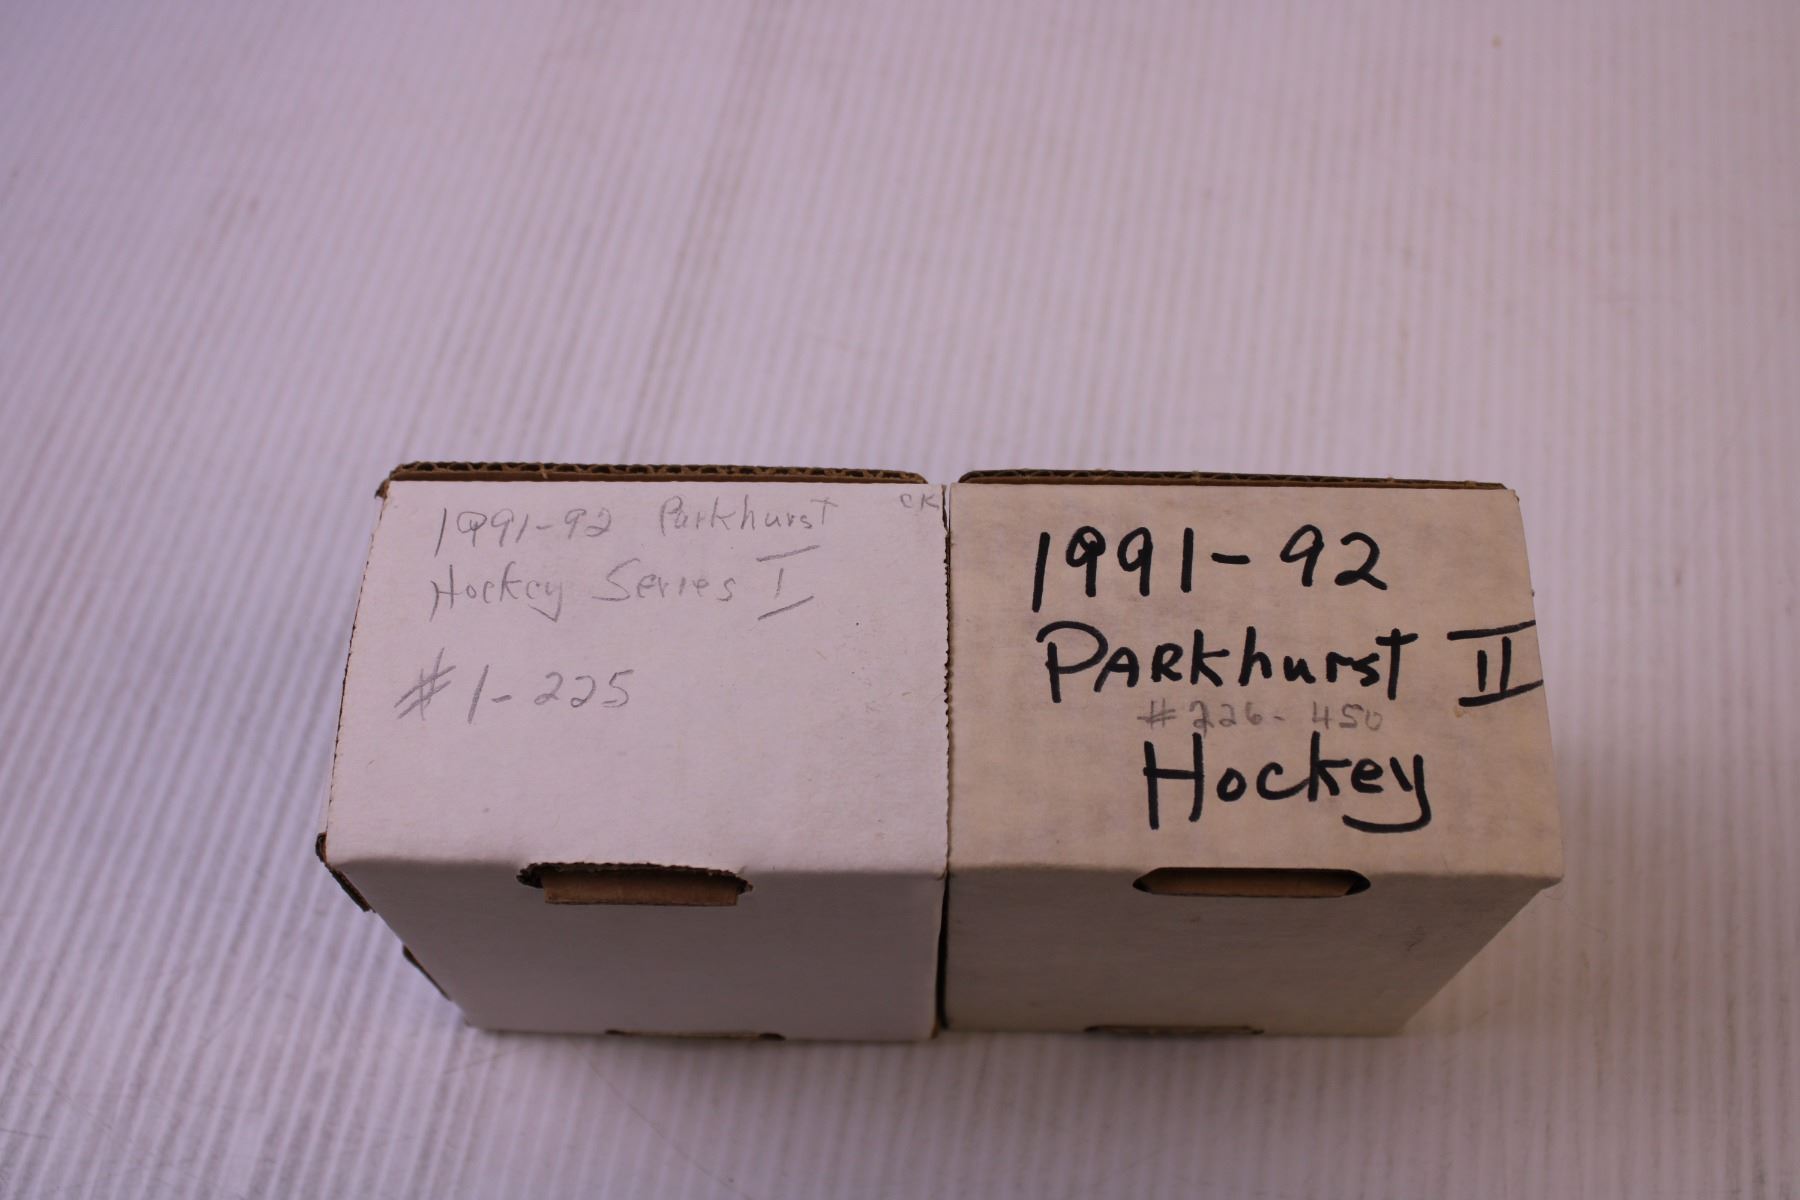 1991-92 Parkhurst CK
Hockey Series I
#1-225
1991-92
PARKhurst II
#226-450
Hockey